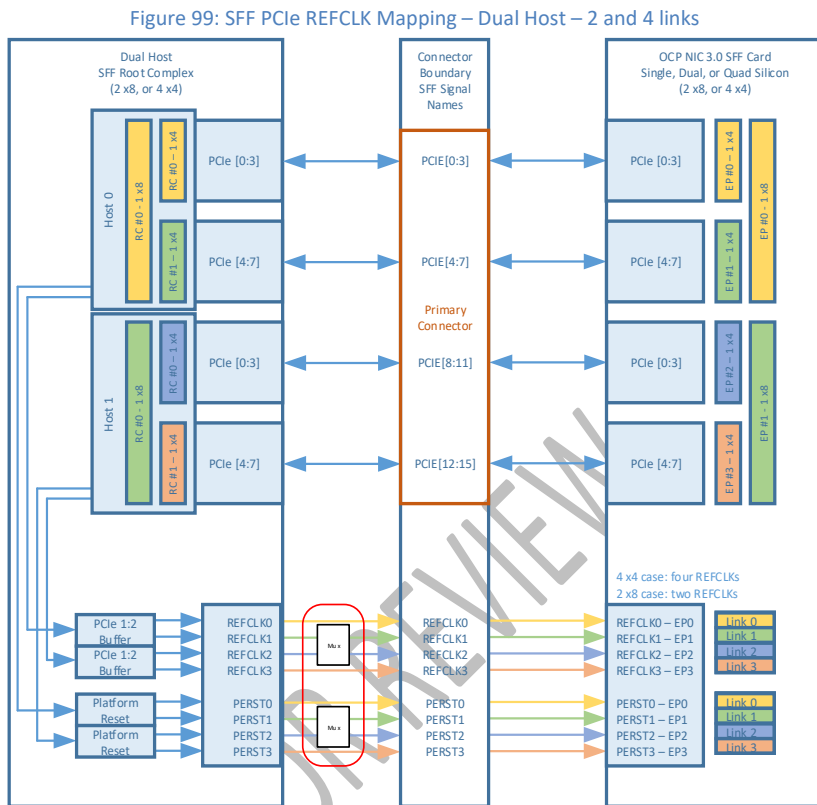 Figure 99: SFF PCIe REFCLK Mapping – Dual Host – 2 and 4 links
Dual Host
SFF Root Complex
(2 x8, or 4 x4)
Connector
Boundary
SFF Signal
Names
OCP NIC 3.0 SFF Card
Single, Dual, or Quad Silicon
(2 x8, or 4 x4)
Host 0
RC #0 - 1 x8
RC #0 – 1 x4
PCIe [0:3]
PCIE[0:3]
PCIe [0:3]
EP #0 – 1 x4
EP #0 - 1 x8
RC #1 – 1 x4
PCIe [4:7]
PCIE[4:7]
PCIe [4:7]
EP #1 – 1 x4
Primary
Connector
Host 1
RC #0 - 1 x8
RC #0 – 1 x4
PCIe [0:3]
PCIE[8:11]
PCIe [0:3]
EP #2 – 1 x4
EP #1 - 1 x8
RC #1 – 1 x4
PCIe [4:7]
PCIE[12:15]
PCIe [4:7]
EP #3 – 1 x4
4 x4 case: four REFCLKs
2 x8 case: two REFCLKs
PCIe 1:2
Buffer
PCIe 1:2
Buffer
REFCLK0
REFCLK1
REFCLK2
REFCLK3
Mux
REFCLK0
REFCLK1
REFCLK2
REFCLK3
REFCLK0 – EP0
REFCLK1 – EP1
REFCLK2 – EP2
REFCLK3 – EP3
Link 0
Link 1
Link 2
Link 3
Platform
Reset
Platform
Reset
PERST0
PERST1
PERST2
PERST3
Mux
PERST0
PERST1
PERST2
PERST3
PERST0 – EP0
PERST1 – EP1
PERST2 – EP2
PERST3 – EP3
Link 0
Link 1
Link 2
Link 3
OR REVIEW